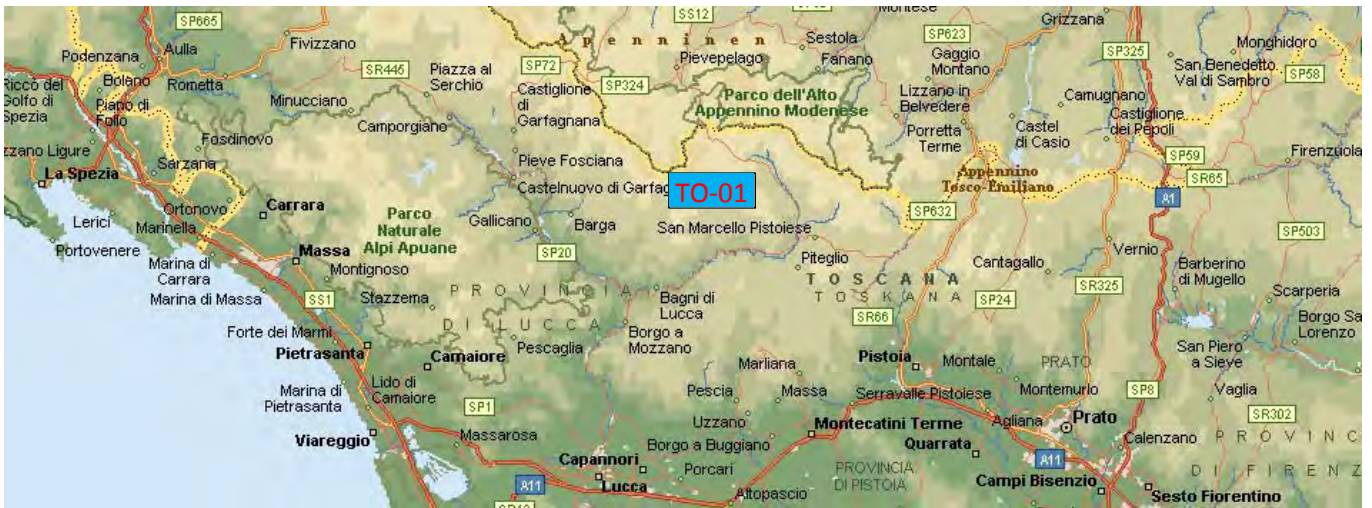 SP665
SS12
Montese
Grizzana
Podenzana
Aulla
Fivizzano
Apenninen
Sestola
SP623
SP325
Monghidoro
SR445
Piazza al
Serchio
SP72
Pievepelago
Fanano
Gaggio
Montano
San Benedetto
Val di Sambro
SP58
Ricco del
Golfo di
Spezia
Bolano
Rometta
Piano di
Follo
Minucciano
Castiglione
di
Garfagnana
SP324
Parco dell'Alto
Appennino Modenese
Lizzano in
Belvedere
Camugnano
Camporgiano
Porretta
Terme
Castel
di Casio
Castiglione
dei Pepoli
Fosdinovo
zzano Ligure
Sarzana
Pieve Fosciana
SP59
Firenzuola
La Spezia
Castelnuovo di Garfag
TO-01
Appennino
Tosco-Emiliano
SR65
A1
Ortonovo
Carrara
Lerici
Marinella
Parco
Naturale
Alpi Apuane
Gallicano
Barga
San Marcello Pistoiese
SP632
SP503
Portovenere
Massa
SP20
Vernio
Marina di
Carrara
Montignoso
Piteglio
Cantagallo
Barberino
di Mugello
Marina di Massa
SS1
Stazzema
PROVINCIA
DI LUCCA
Bagni di
Lucca
TOSCANA
TOSKANA
SP24
SR325
Scarperia
SR66
Forte dei Marmi
Borgo a
Mozzano
Borgo Sa
Lorenzo
Pietrasanta
Camaiore
Pescaglia
Marliana
Pistoia
Montale
PRATO
San Piero
a Sieve
Marina di
Pietrasanta
Lido di
Camaiore
Pescia
Massa
Serravalle Pistoiese
Montemurlo
SP8
Vaglia
SP1
Uzzano
Agliana
Prato
SR302
Viareggio
Massarosa
Borgo a Buggiano
Montecatini Terme
Quarrata
Calenzano
PROVINC
Capannori
Porcari
PROVINCIA
DI PISTOIA
A11
DI FIRENZ
A11
Lucca
Altopascio
Campi Bisenzio
Sesto Fiorentino